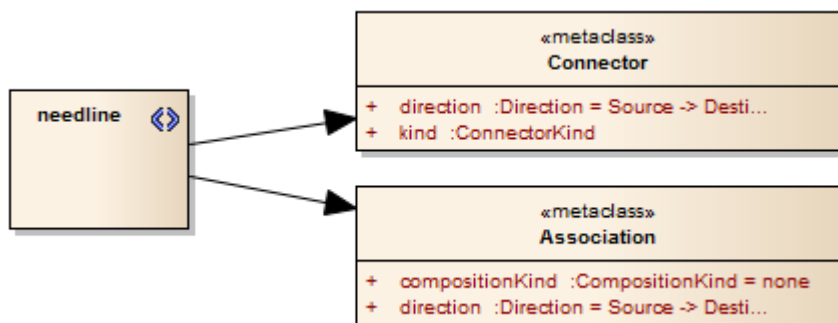 needline
«metaclass»
Connector
+ direction :Direction = Source -> Desti...
+ kind :ConnectorKind
«metaclass»
Association
+ compositionKind :CompositionKind = none
+ direction :Direction = Source -> Desti...